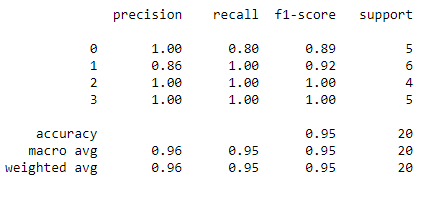 precision recall f1-score support
0 1.00 0.80 0.89 5
1 0.86 1.00 0.92 6
2 1.00 1.00 1.00 4
3 1.00 1.00 1.00 5
accuracy 0.95 20
macro avg 0.96 0.95 0.95 20
weighted avg 0.96 0.95 0.95 20